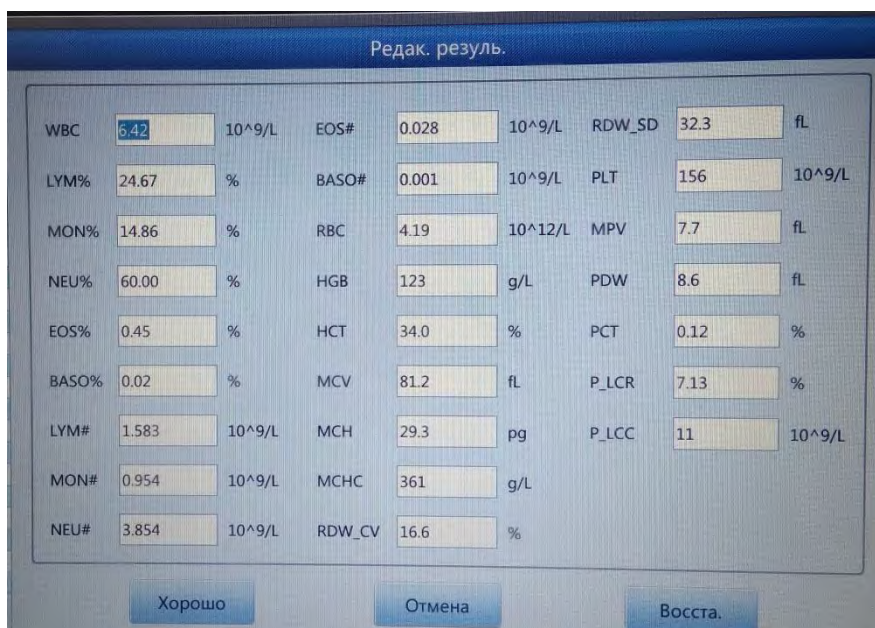 Редак. резуль.
WBC 6.42 10^9/L EOS# 0.028 10^9/L RDW_SD 32.3 fL
LYM% 24.67 % BASO# 0.001 10^9/L PLT 156 10^9/L
MON% 14.86 % RBC 4.19 10^12/L MPV 7.7 fL
NEU% 60.00 % HGB 123 g/L PDW 8.6 fL
EOS% 0.45 % HCT 34.0 % PCT 0.12 %
BASO% 0.02 % MCV 81.2 fL P_LCR 7.13 %
LYM# 1.583 10^9/L MCH 29.3 pg P_LCC 11 10^9/L
MON# 0.954 10^9/L MCHC 361 g/L
NEU# 3.854 10^9/L RDW_CV 16.6 %
Хорошо Отмена Восста.